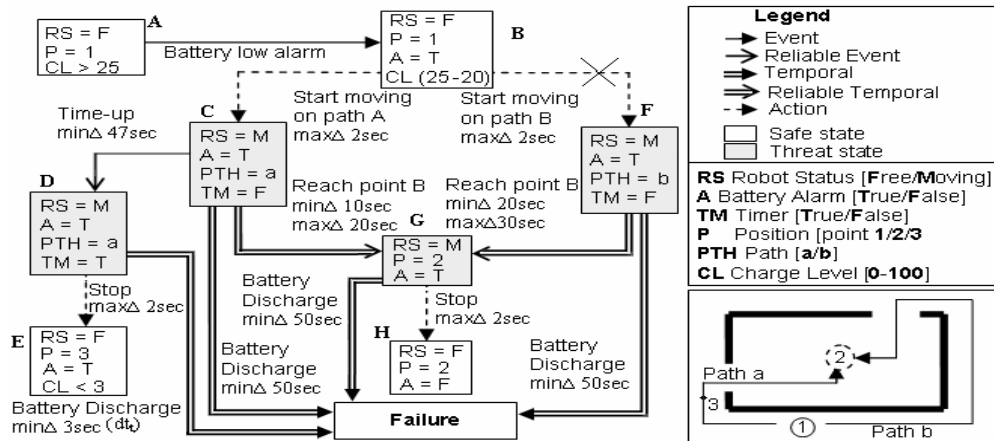 A
RS = F
P = 1
CL > 25
Battery low alarm
B
RS = F
P = 1
A = T
CL (25-20)
Start moving
on path A
maxΔ 2sec
Start moving
on path B
maxΔ 2sec
C
RS = M
A = T
PTH = a
TM = F
F
RS = M
A = T
PTH = b
TM = F
Time-up
minΔ 47sec
D
RS = M
A = T
PTH = a
TM = T
Reach point B
minΔ 10sec
maxΔ 20sec
Reach point B
minΔ 20sec
maxΔ30sec
G
RS = M
P = 2
A = T
Stop
maxΔ 2sec
Battery
Discharge
minΔ 50sec
Stop
maxΔ 2sec
E
RS = F
P = 3
A = T
CL < 3
Battery Discharge
minΔ 3sec (dt)
Battery
Discharge
minΔ 50sec
H
RS = F
P = 2
A = F
Battery
Discharge
minΔ 50sec
Failure
Legend
Event
Reliable Event
Temporal
Reliable Temporal
Action
Safe state
Threat state
RS Robot Status [Free/Moving]
A Battery Alarm [True/False]
TM Timer [True/False]
P Position [point 1/2/3
PTH Path [a/b]
CL Charge Level [0-100]
2
Path a
3
1
Path b